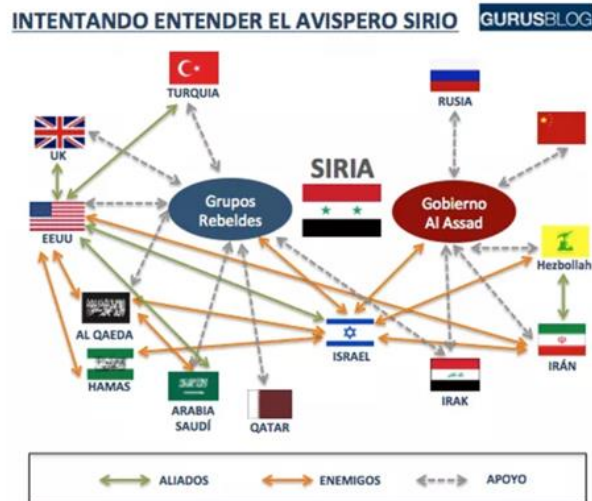 INTENTANDO ENTENDER EL AVISPERO SIRIO
GURUSBLOG
TURQUIA
RUSIA
UK
SIRIA
Grupos
Rebeldes
Gobierno
Al Assad
EEUU
Hezbollah
AL QAEDA
ISRAEL
IRÁN
HAMAS
ARABIA
SAUDÍ
QATAR
IRAK
ALIADOS
ENEMIGOS
APOYO